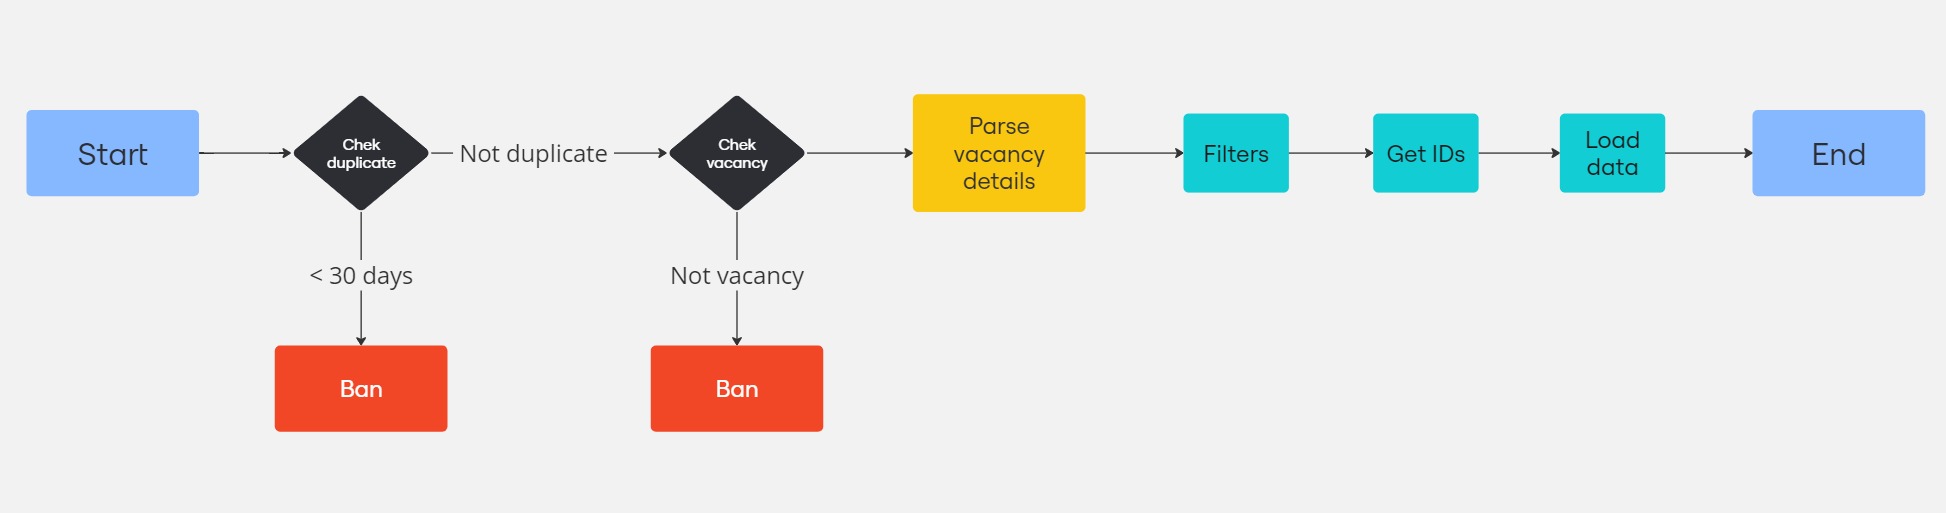 Start
Chek
duplicate
Not duplicate
Chek
vacancy
Parse
vacancy
details
Filters
Get IDs
Load
data
End
< 30 days
Not vacancy
Ban
Ban